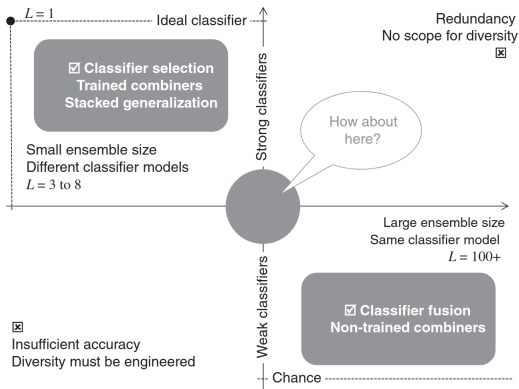 L = 1
Ideal classifier
Redundancy
No scope for diversity
☒
☑ Classifier selection
Trained combiners
Stacked generalization
Strong classifiers
How about
here?
Small ensemble size
Different classifier models
L = 3 to 8
Large ensemble size
Same classifier model
L = 100+
Weak classifiers
☑ Classifier fusion
Non-trained combiners
☒
Insufficient accuracy
Diversity must be engineered
Chance